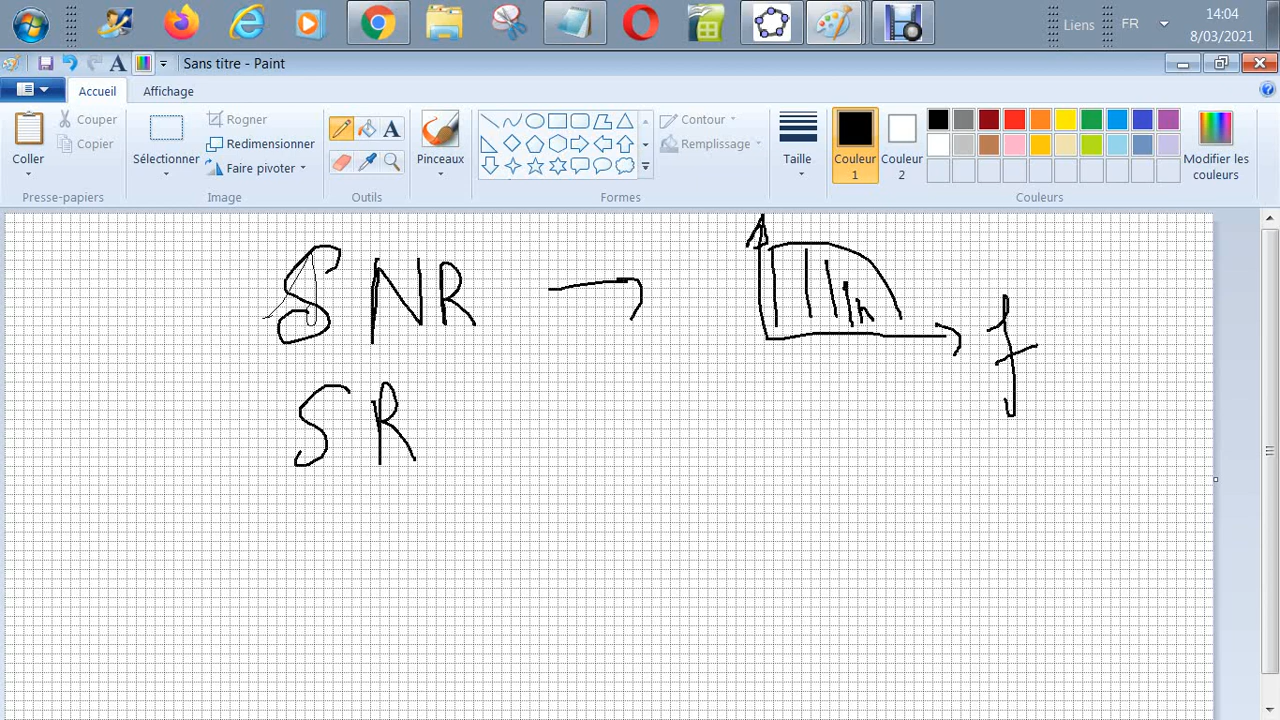 14:04
Liens FR
8/03/2021
Sans titre - Paint
Accueil Affichage
Coller
Couper
Copier
Presse-papiers
Sélectionner
Rogner
Redimensionner
Faire pivoter
Image
A
Outils
Pinceaux
Contour
Remplissage
Formes
Taille
Couleur 1
Couleur 2
Modifier les couleurs
Couleurs
SNR
f
SR